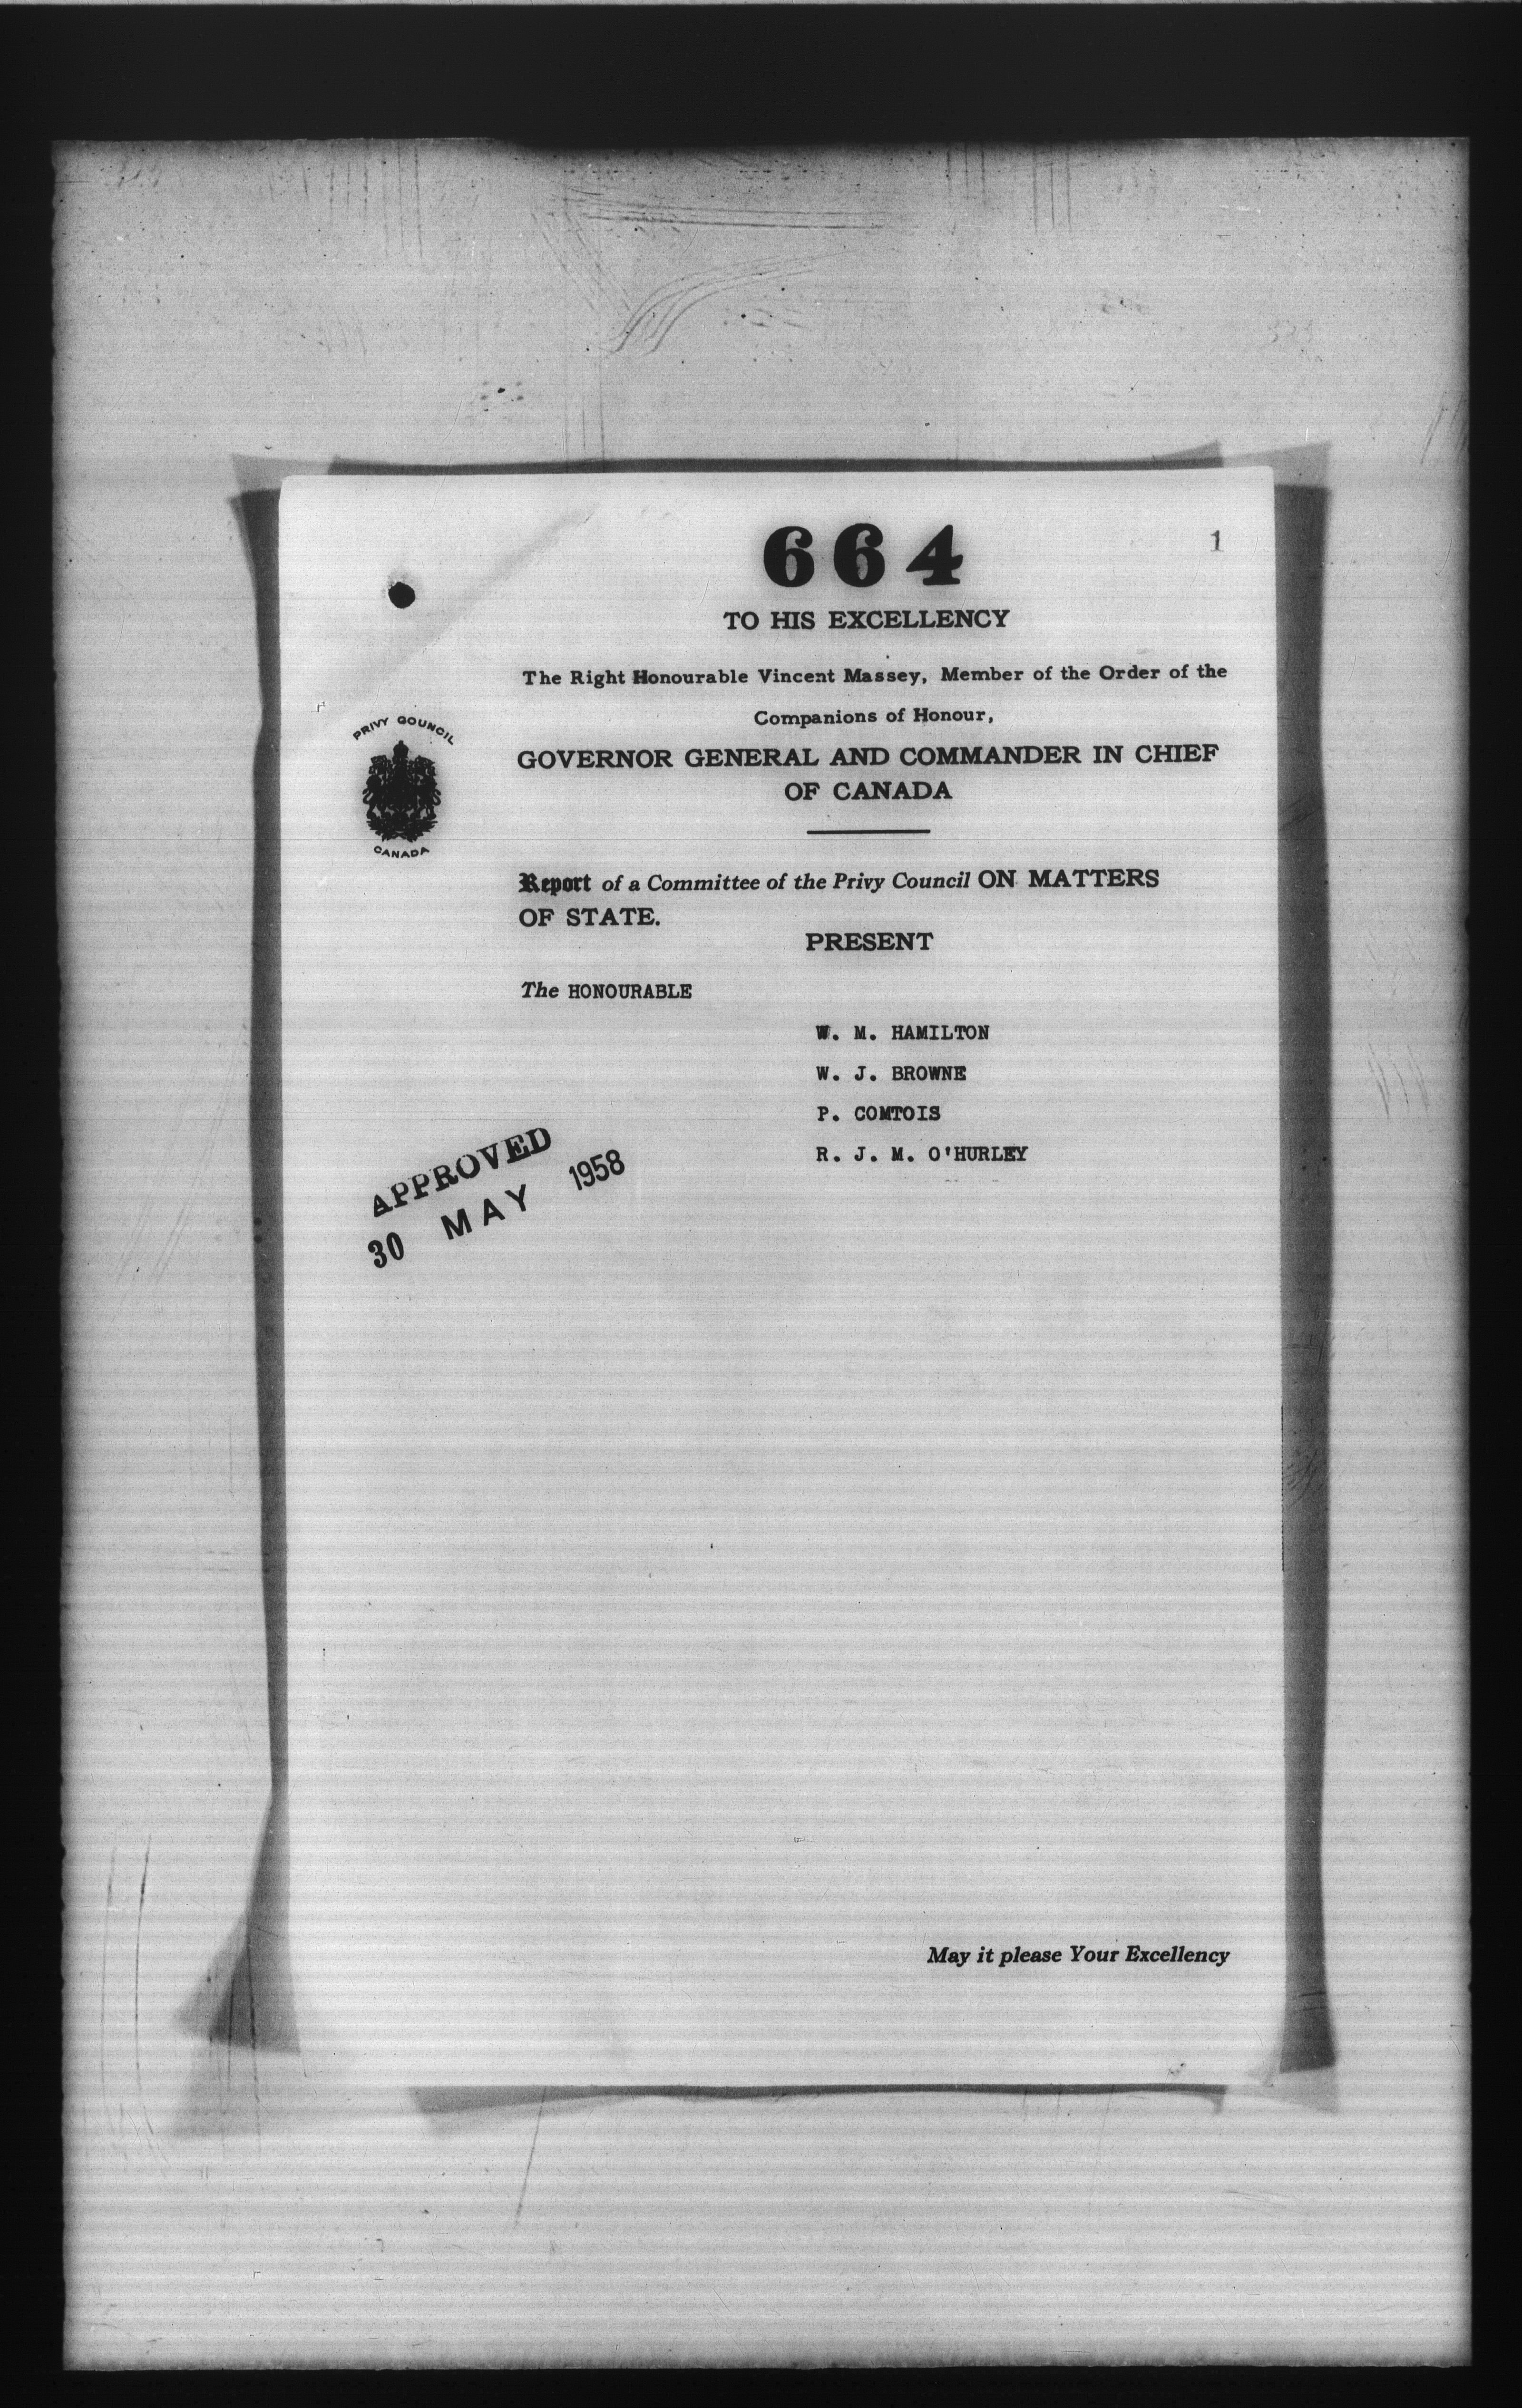 664
1
TO HIS EXCELLENCY
The Right Honourable Vincent Massey, Member of the Order of the
Companions of Honour,
PRIVY COUNCIL
CANADA
GOVERNOR GENERAL AND COMMANDER IN CHIEF
OF CANADA
Report of a Committee of the Privy Council ON MATTERS
OF STATE.
PRESENT
The HONOURABLE
W. M. HAMILTON
W. J. BROWNE
P. COMTOIS
R. J. M. O'HURLEY
APPROVED
30 MAY 1958
May it please Your Excellency